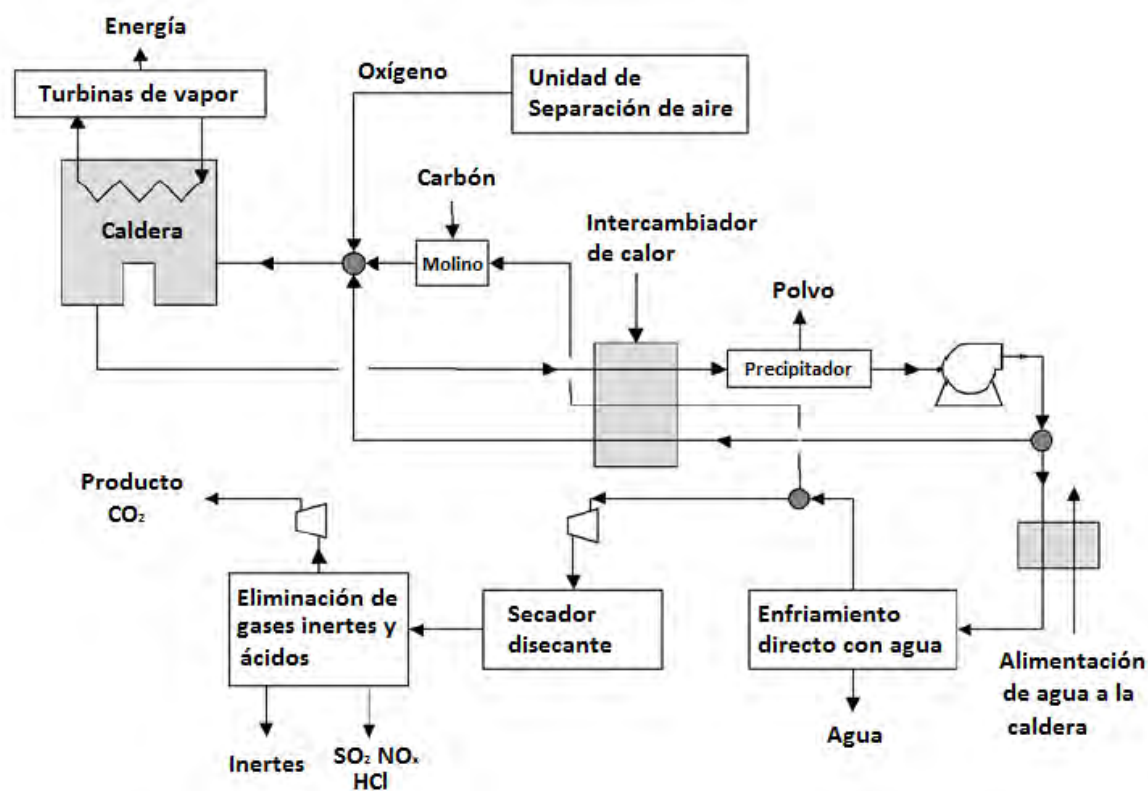 Energía
Turbinas de vapor
Oxígeno
Unidad de
Separación de aire
Caldera
Carbón
Molino
Intercambiador
de calor
Polvo
Precipitador
Producto
CO₂
Eliminación de
gases inertes y
ácidos
Secador
disecante
Enfriamiento
directo con agua
Alimentación
de agua a la
caldera
Agua
Inertes
SO₂ NOₓ
HCl